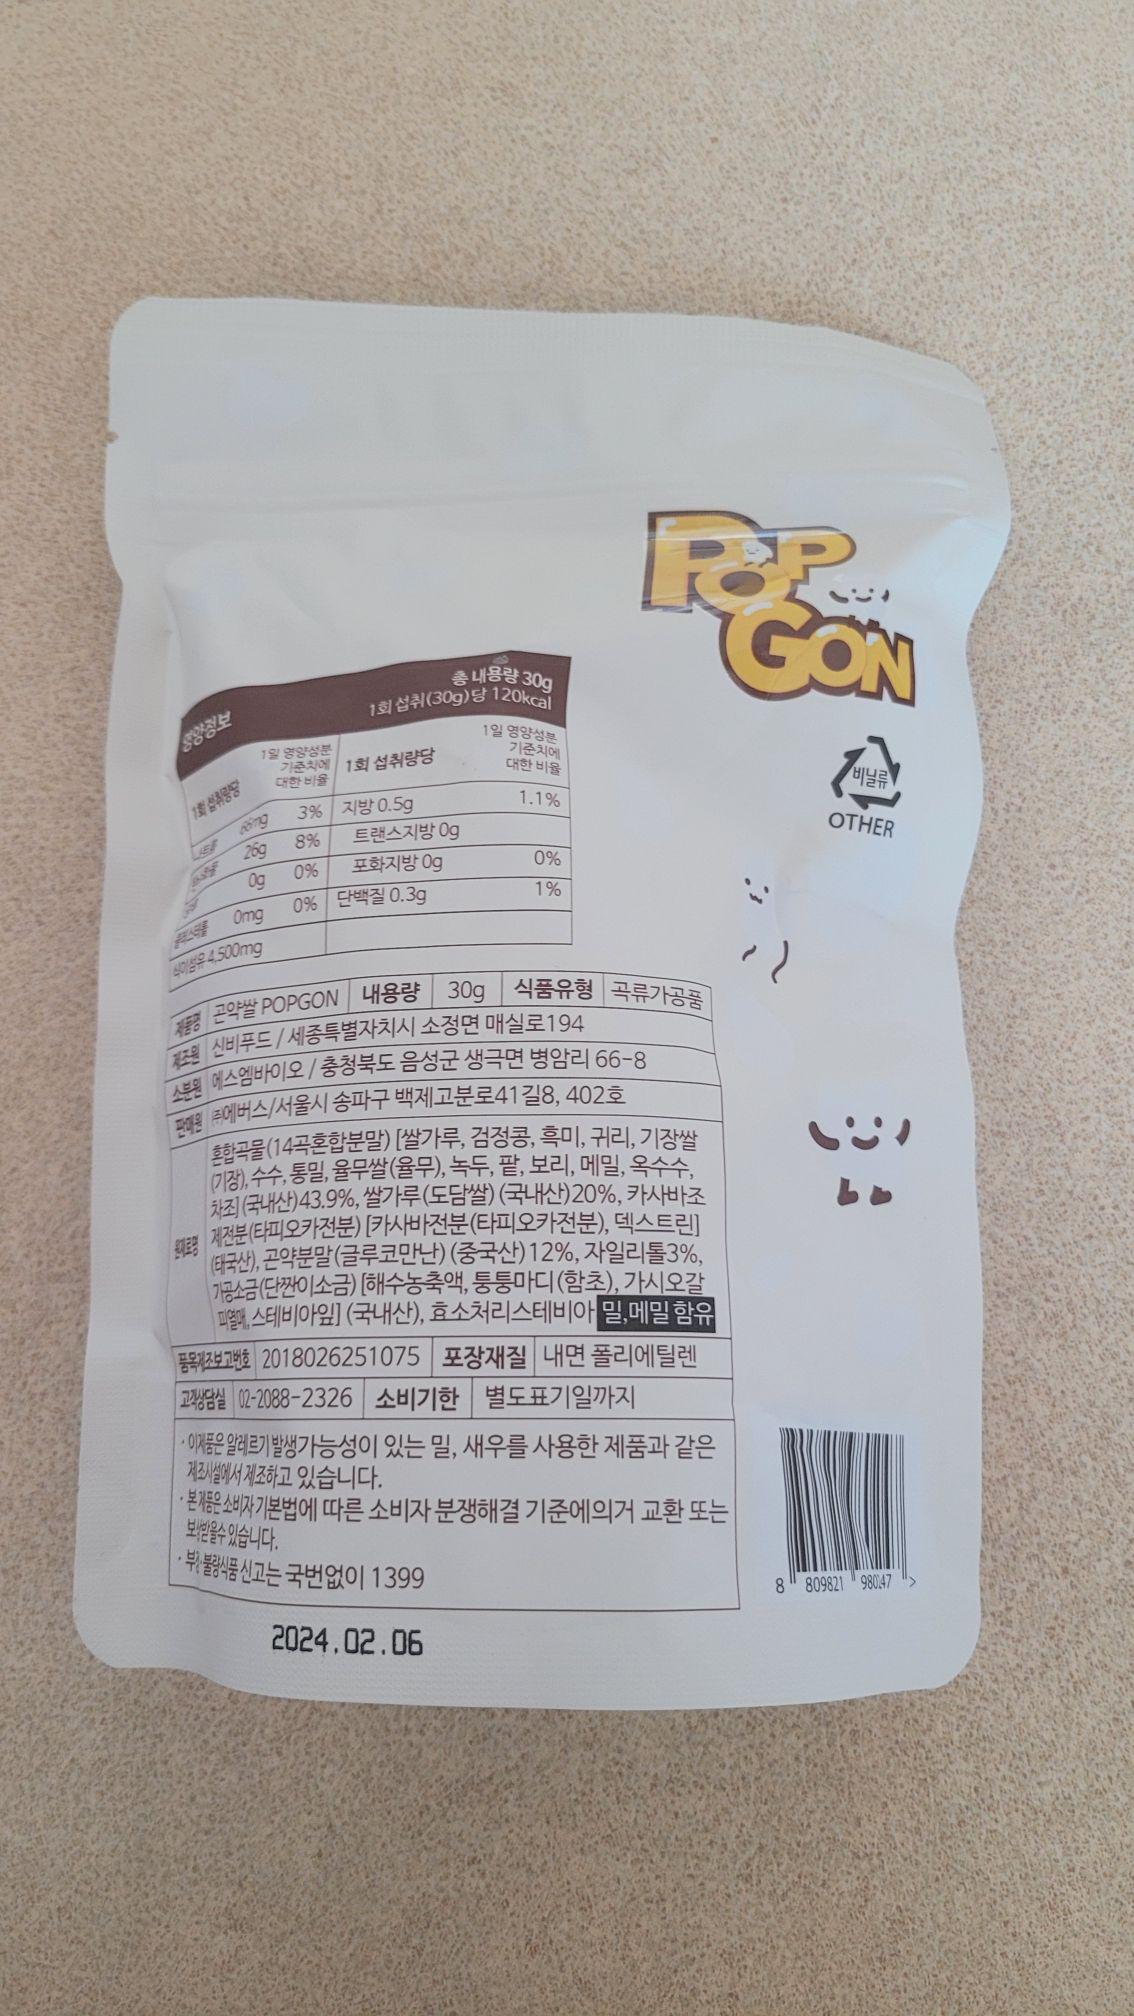 POP
GON
비닐류
OTHER
영양정보
총 내용량 30g
1회 섭취(30g)당 120kcal
1회 섭취량당 1일 영양성분 기준치에 대한 비율 1회 섭취량당 1일 영양성분 기준치에 대한 비율
나트륨 66mg 3% 지방 0.5g 1.1%
탄수화물 26g 8% 트랜스지방 0g
당류 0g 0% 포화지방 0g 0%
콜레스테롤 0mg 0% 단백질 0.3g 1%
식이섬유 4,500mg
제품명 곤약쌀 POPGON 내용량 30g 식품유형 곡류가공품
제조원 신비푸드 / 세종특별자치시 소정면 매실로194
소분원 에스엠바이오 / 충청북도 음성군 생극면 병암리 66-8
판매원 ㈜에버스/서울시 송파구 백제고분로41길8, 402호
원재료명 혼합곡물(14곡혼합분말) [쌀가루, 검정콩, 흑미, 귀리, 기장쌀
(기장), 수수, 통밀, 율무쌀(율무), 녹두, 팥, 보리, 메밀, 옥수수,
차조] (국내산)43.9%, 쌀가루(도담쌀) (국내산)20%, 카사바조
제전분(타피오카전분) [카사바전분(타피오카전분), 덱스트린]
(태국산), 곤약분말(글루코만난) (중국산)12%, 자일리톨3%,
가공소금(단짠이소금) [해수농축액, 퉁퉁마디(함초), 가시오갈
피열매, 스테비아잎] (국내산), 효소처리스테비아 밀,메밀 함유
품목제조보고번호 2018026251075 포장재질 내면 폴리에틸렌
고객상담실 02-2088-2326 소비기한 별도표기일까지
· 이제품은 알레르기 발생가능성이 있는 밀, 새우를 사용한 제품과 같은
제조시설에서 제조하고 있습니다.
· 본 제품은 소비자 기본법에 따른 소비자 분쟁해결 기준에의거 교환 또는
보상받을수 있습니다.
· 부정·불량식품 신고는 국번없이 1399
8 809821 980247 >
2024.02.06